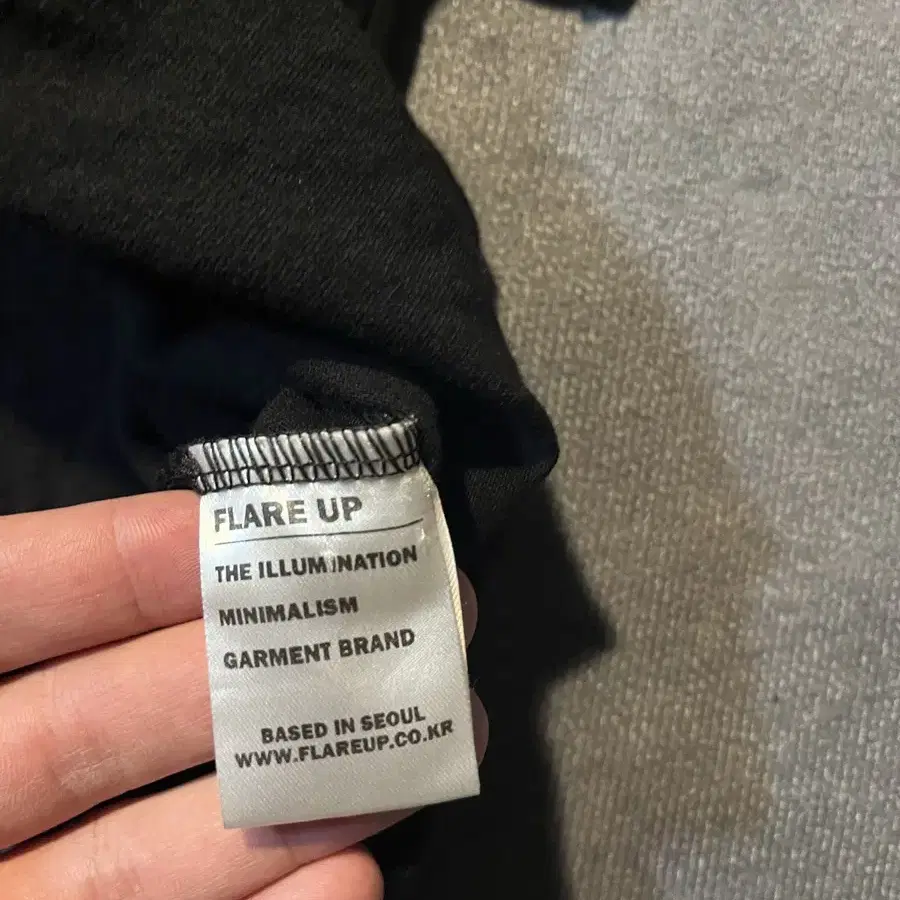 FLARE UP
THE ILLUMINATION
MINIMALISM
GARMENT BRAND
BASED IN SEOUL
WWW.FLAREUP.CO.KR